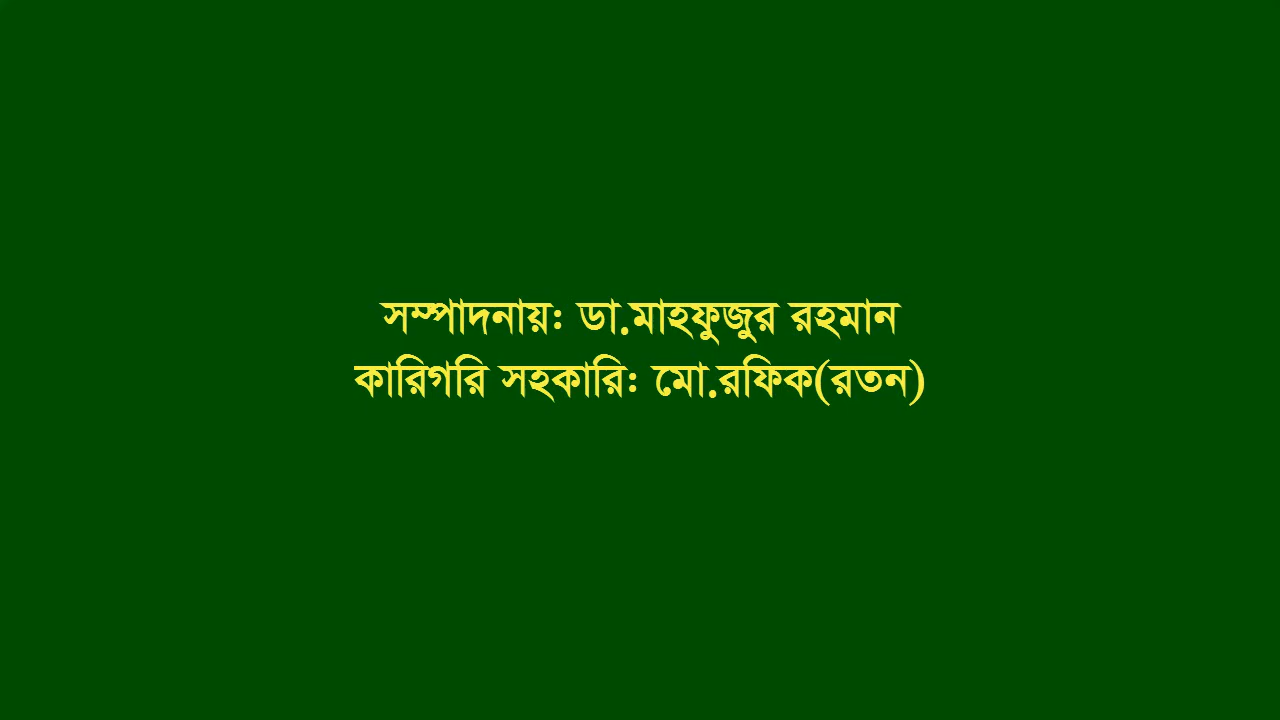 সম্পাদনায়: ডা.মাহফুজুর রহমান
কারিগরি সহকারি: মো.রফিক(রতন)